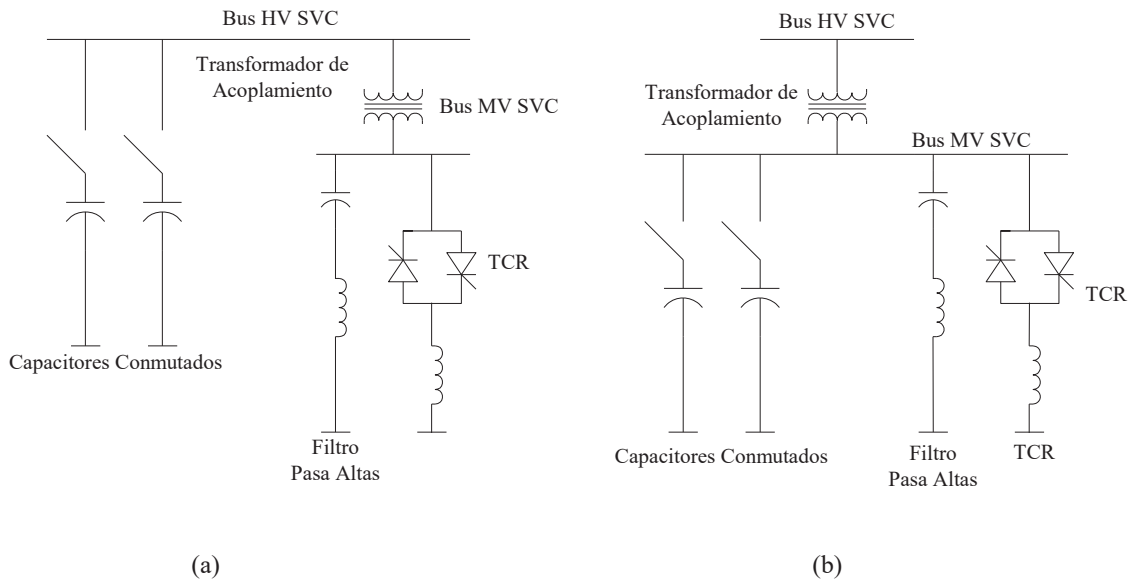 Bus HV SVC
Transformador de
Acoplamiento
Bus MV SVC
TCR
Capacitores Conmutados
Filtro
Pasa Altas
(a)
Bus HV SVC
Transformador de
Acoplamiento
Bus MV SVC
TCR
Capacitores Conmutados
Filtro
Pasa Altas
TCR
(b)